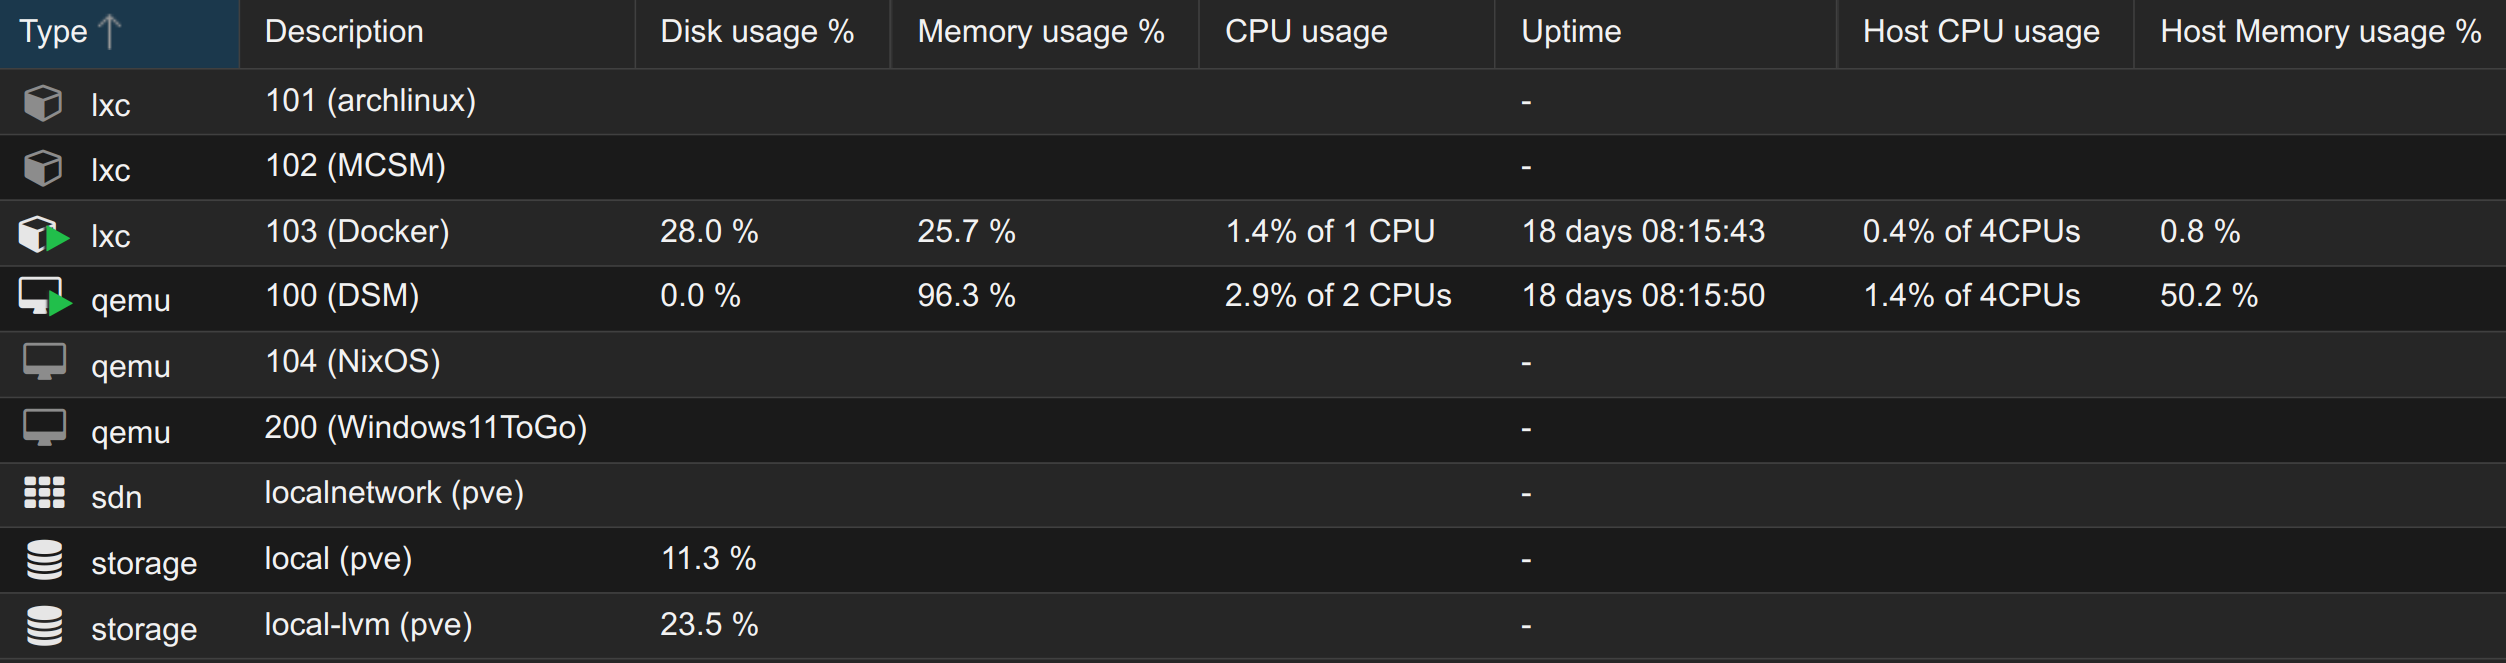 Type Description Disk usage % Memory usage % CPU usage Uptime Host CPU usage Host Memory usage %
lxc 101 (archlinux) -
lxc 102 (MCSM) -
lxc 103 (Docker) 28.0 % 25.7 % 1.4% of 1 CPU 18 days 08:15:43 0.4% of 4CPUs 0.8 %
qemu 100 (DSM) 0.0 % 96.3 % 2.9% of 2 CPUs 18 days 08:15:50 1.4% of 4CPUs 50.2 %
qemu 104 (NixOS) -
qemu 200 (Windows11ToGo) -
sdn localnetwork (pve) -
storage local (pve) 11.3 % -
storage local-lvm (pve) 23.5 % -